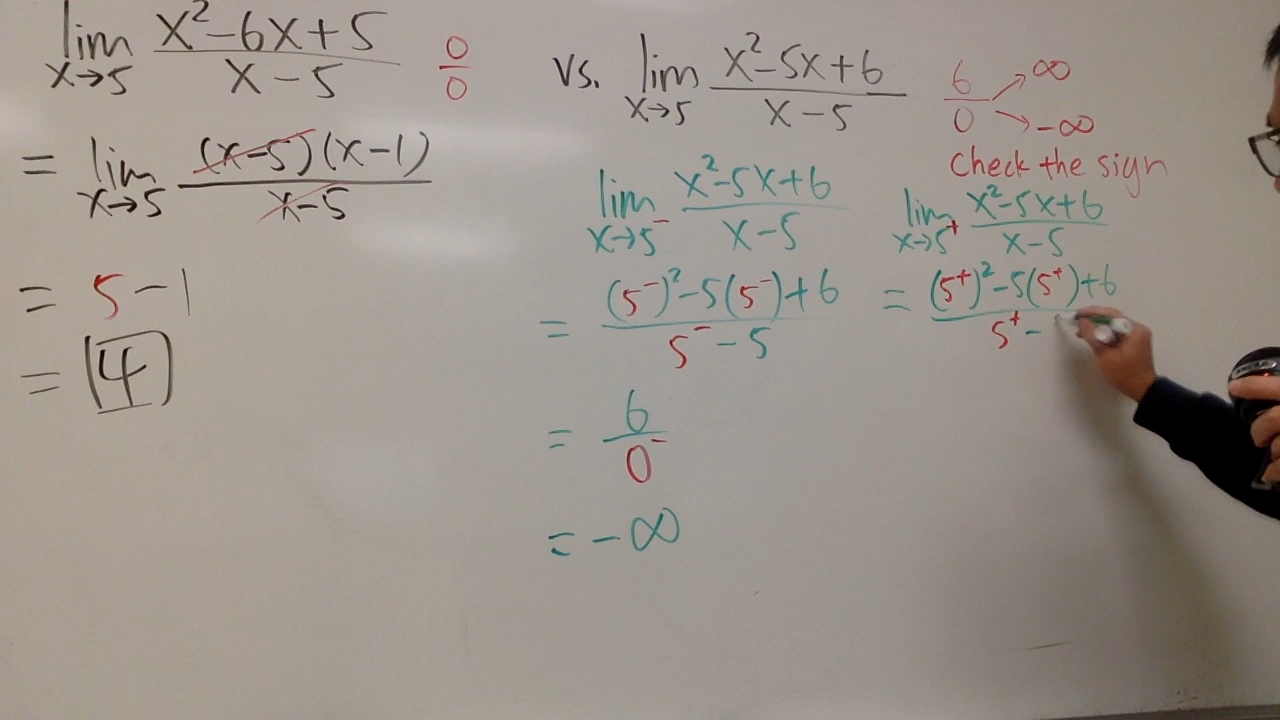 lim x→5 (x²-6x+5)/(x-5) 0/0
= lim x→5 (x-5)(x-1)/(x-5)
= 5-1
= 4
vs. lim x→5 (x²-5x+6)/(x-5) 6/0 → ∞ → -∞
Check the sign
lim x→5⁻ (x²-5x+6)/(x-5)
= ((5⁻)²-5(5⁻)+6)/(5⁻-5)
= 6/0⁻
= -∞
lim x→5⁺ (x²-5x+6)/(x-5)
= ((5⁺)²-5(5⁺)+6)/(5⁺-